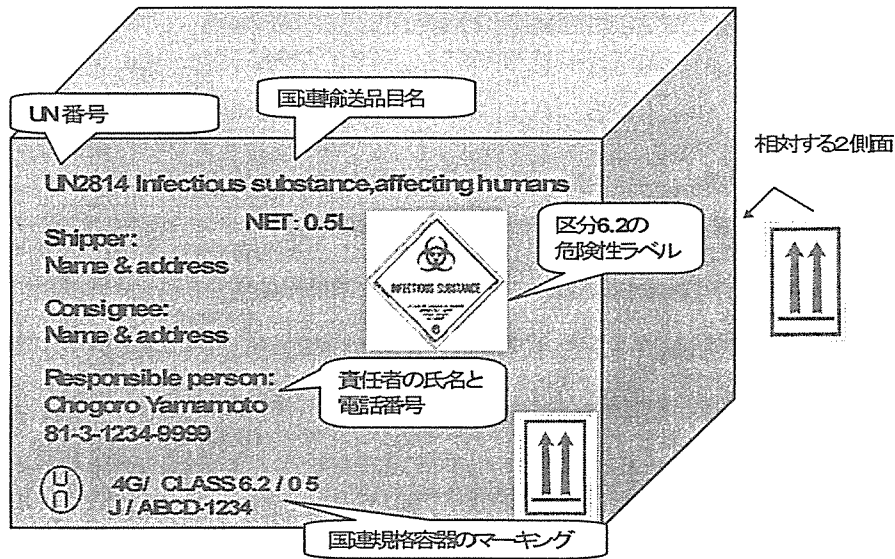 UN番号
国連輸送品目名
相対する2側面
UN2814 Infectious substance,affecting humans
NET: 0.5L
Shipper:
Name & address
区分6.2の
危険性ラベル
INFECTIOUS SUBSTANCE
Consignee:
Name & address
Responsible person:
Chogoro Yamamoto
81-3-1234-9999
責任者の氏名と
電話番号
un
4G/ CLASS 6.2 / 0 5
J / ABCD-1234
国連規格容器のマーキング